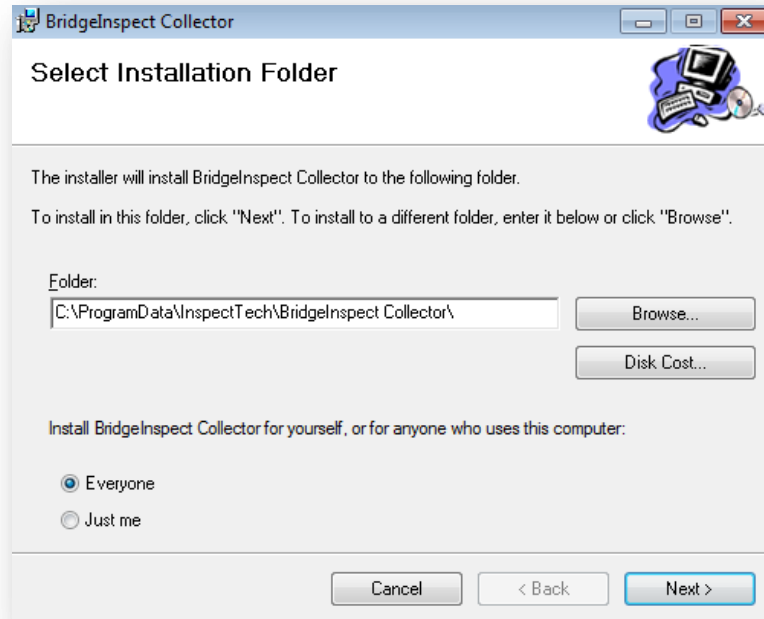 BridgeInspect Collector
Select Installation Folder
The installer will install BridgeInspect Collector to the following folder.
To install in this folder, click "Next". To install to a different folder, enter it below or click "Browse".
Folder:
C:\ProgramData\InspectTech\BridgeInspect Collector\
Browse...
Disk Cost...
Install BridgeInspect Collector for yourself, or for anyone who uses this computer:
Everyone
Just me
Cancel
< Back
Next >